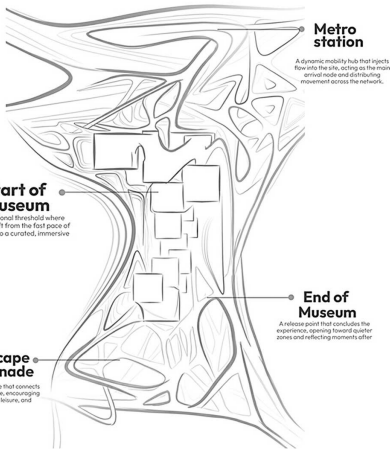 Metro
station
A dynamic mobility hub that injects
flow into the site, acting as the main
arrival node and distributing
movement across the network.
art of
useum
onal threshold where
ft from the fast pace of
o a curated, immersive
End of
Museum
A release point that concludes the
experience, opening toward quieter
zones and reflecting moments after
cape
nade
e that connects
e, encouraging
leisure, and